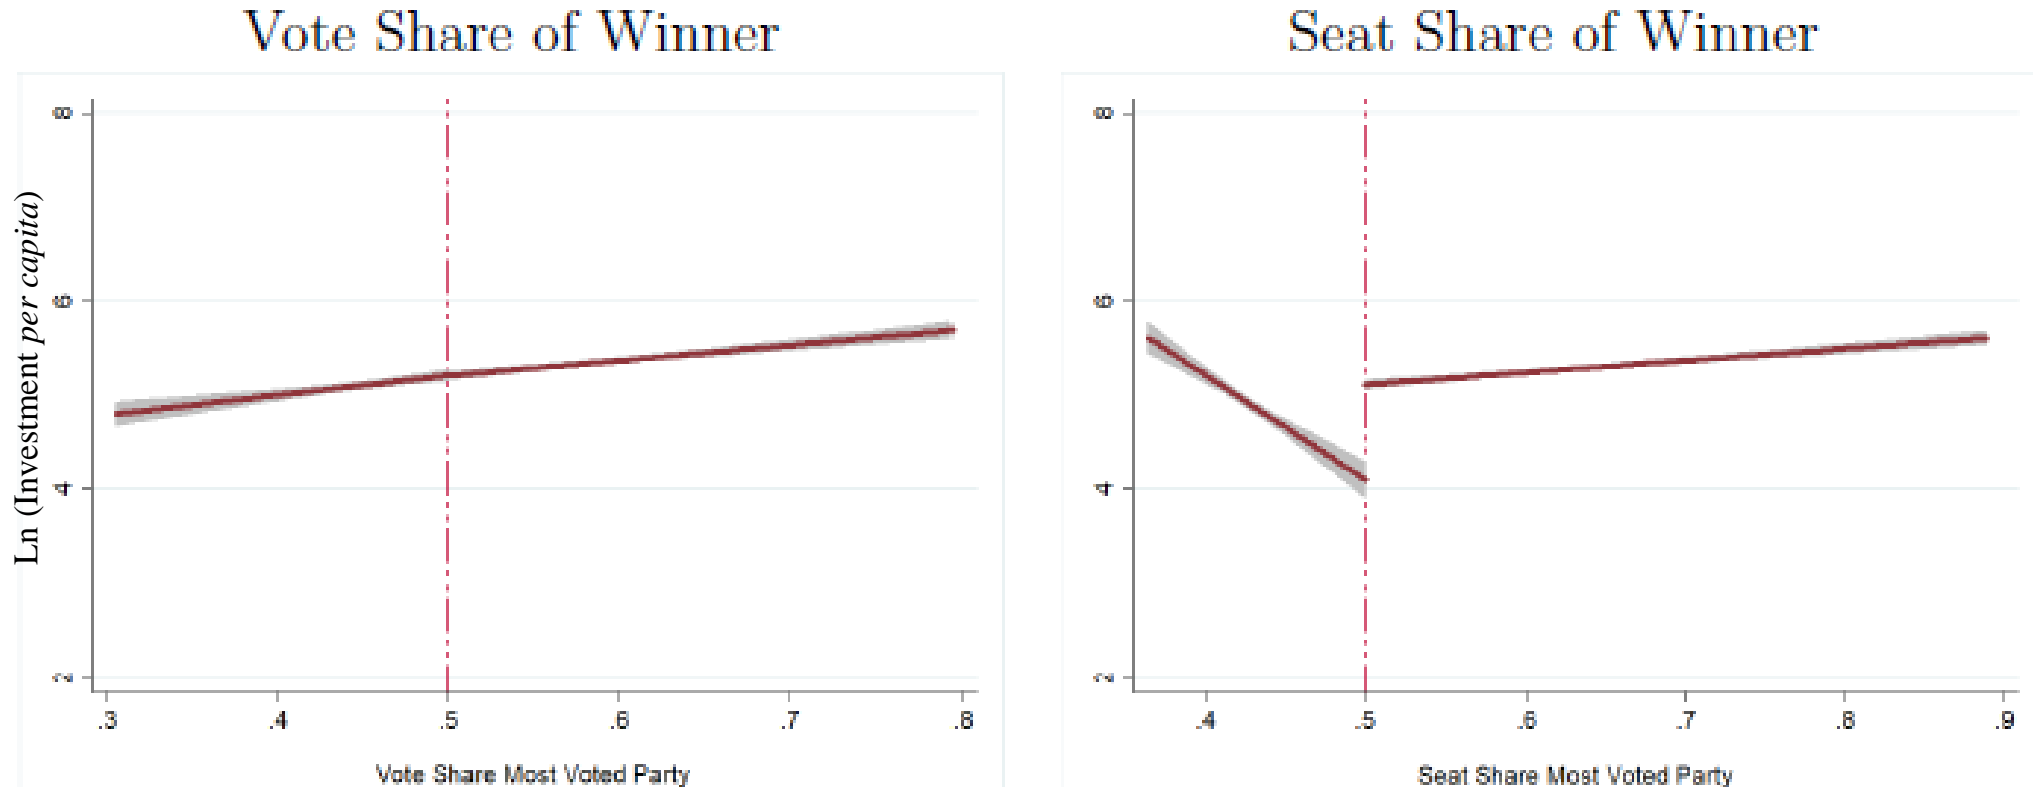 Vote Share of Winner
Seat Share of Winner
Ln (Investment per capita)
8
6
4
2
.3 .4 .5 .6 .7 .8
Vote Share Most Voted Party
8
6
4
2
.4 .5 .6 .7 .8 .9
Seat Share Most Voted Party